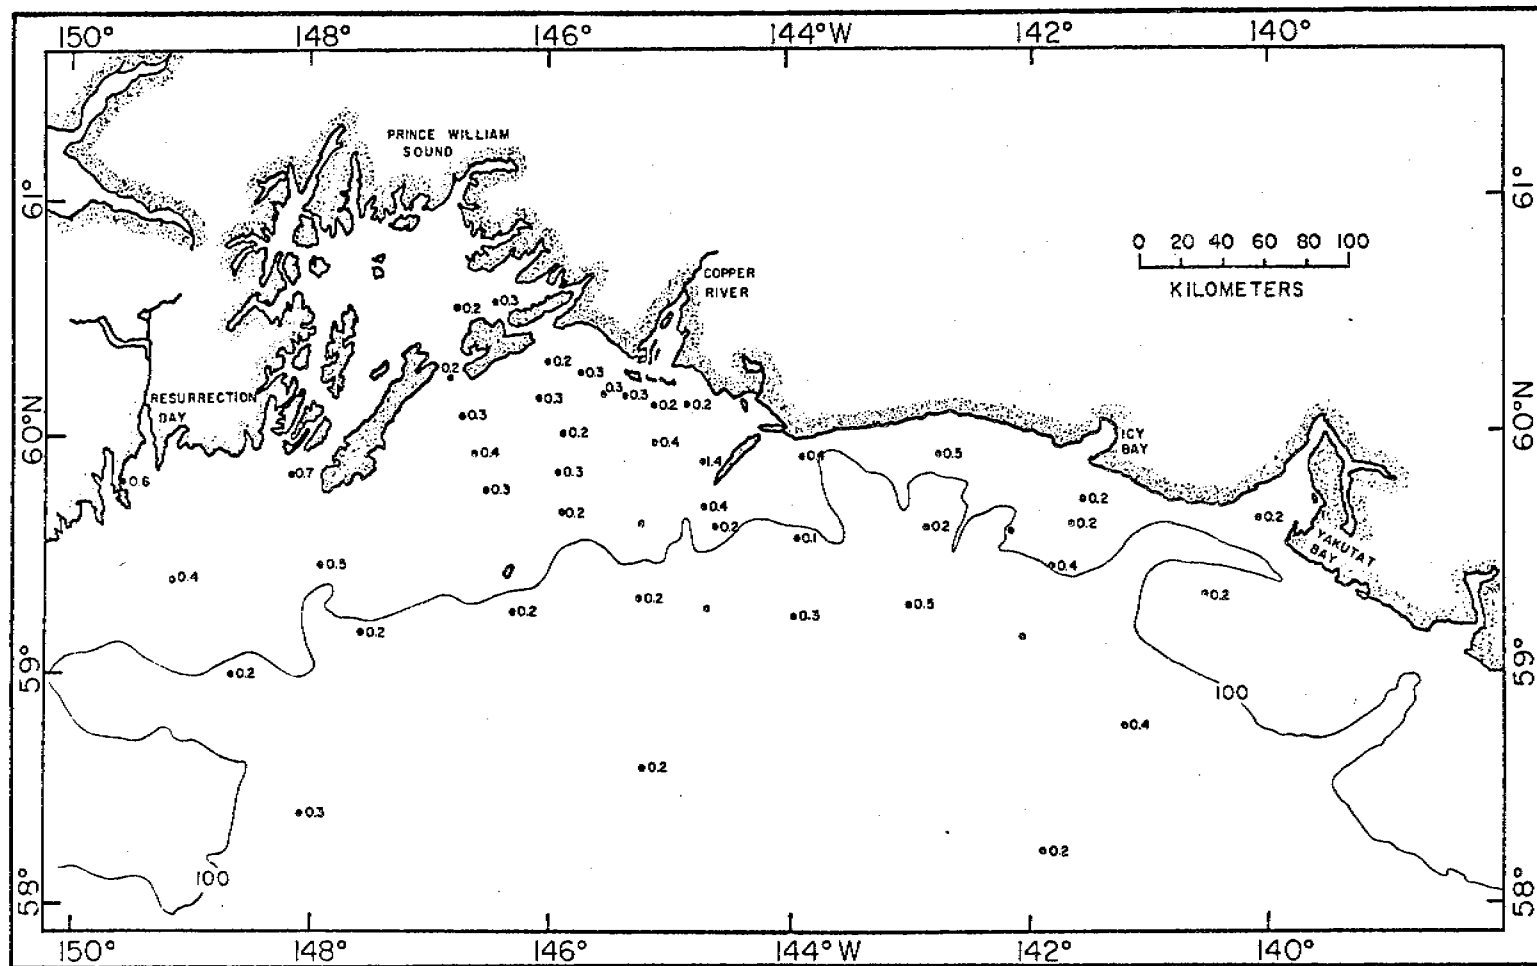 150° 148° 146° 144°W 142° 140°
PRINCE WILLIAM
SOUND
61° 61°
0 20 40 60 80 100
KILOMETERS
COPPER
RIVER
0.2 0.3
0.2 0.2
0.3
0.3 0.3
0.3 0.2 0.2
RESURRECTION
BAY
0.3
60°N 60°
0.2 0.4
ICY
BAY
0.4 1.4 0.5
0.6 0.7 0.3
0.3 0.2
0.2 0.4 0.2 0.2
0.2 0.2
0.1
YAKUTAT
BAY
0.4 0.5 0.4
0.2
0.2 0.2 0.3 0.5
0.2
0.2
59° 59°
100
0.4
0.2
0.3
0.2
100
58° 58°
150° 148° 146° 144°W 142° 140°